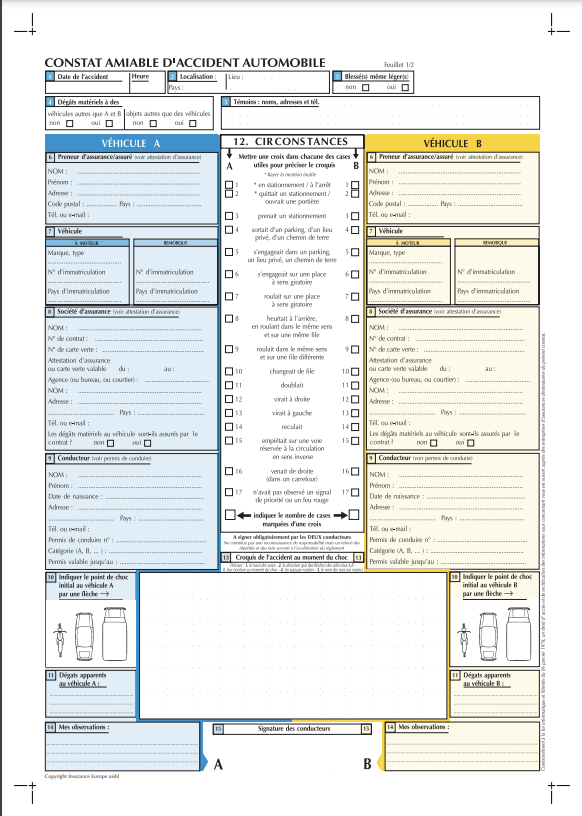 CONSTAT AMIABLE D'ACCIDENT AUTOMOBILE
Feuillet 1/2
1 Date de l'accident Heure
2 Localisation : Lieu :
Pays :
3 Blessé(s) même léger(s)
non oui
4 Dégâts matériels à des
véhicules autres que A et B objets autres que des véhicules
non oui non oui
5 Témoins : noms, adresses et tél.
VÉHICULE A
6 Preneur d'assurance/assuré (voir attestation d'assurance)
NOM :
Prénom :
Adresse :
Code postal : Pays :
Tél. ou e-mail :
7 Véhicule
À MOTEUR REMORQUE
Marque, type
N° d'immatriculation N° d'immatriculation
Pays d'immatriculation Pays d'immatriculation
8 Société d'assurance (voir attestation d'assurance)
NOM :
N° de contrat :
N° de carte verte :
Attestation d'assurance
ou carte verte valable du : au :
Agence (ou bureau, ou courtier) :
NOM :
Adresse :
Pays :
Tél. ou e-mail :
Les dégâts matériels au véhicule sont-ils assurés par le
contrat ? non oui
9 Conducteur (voir permis de conduire)
NOM :
Prénom :
Date de naissance :
Adresse :
Pays :
Tél. ou e-mail :
Permis de conduire n° :
Catégorie (A, B, ... ) :
Permis valable jusqu'au :
12. CIRCONSTANCES
A Mettre une croix dans chacune des cases B
utiles pour préciser le croquis
* Rayer la mention inutile
1 * en stationnement / à l'arrêt 1
2 * quittait un stationnement / 2
ouvrait une portière
3 prenait un stationnement 3
4 sortait d'un parking, d'un lieu 4
privé, d'un chemin de terre
5 s'engageait dans un parking, 5
un lieu privé, un chemin de terre
6 s'engageait sur une place 6
à sens giratoire
7 roulait sur une place 7
à sens giratoire
8 heurtait à l'arrière, 8
en roulant dans le même sens
et sur une même file
9 roulait dans le même sens 9
et sur une file différente
10 changeait de file 10
11 doublait 11
12 virait à droite 12
13 virait à gauche 13
14 reculait 14
15 empiétait sur une voie 15
réservée à la circulation
en sens inverse
16 venait de droite 16
(dans un carrefour)
17 n'avait pas observé un signal 17
de priorité ou un feu rouge
indiquer le nombre de cases
marquées d'une croix
A signer obligatoirement par les DEUX conducteurs
Ne constitue pas une reconnaissance de responsabilité mais un relevé des
identités et des faits servant à l'accélération du règlement
13 Croquis de l'accident au moment du choc 13
VÉHICULE B
6 Preneur d'assurance/assuré (voir attestation d'assurance)
NOM :
Prénom :
Adresse :
Code postal : Pays :
Tél. ou e-mail :
7 Véhicule
À MOTEUR REMORQUE
Marque, type
N° d'immatriculation N° d'immatriculation
Pays d'immatriculation Pays d'immatriculation
8 Société d'assurance (voir attestation d'assurance)
NOM :
N° de contrat :
N° de carte verte :
Attestation d'assurance
ou carte verte valable du : au :
Agence (ou bureau, ou courtier) :
NOM :
Adresse :
Pays :
Tél. ou e-mail :
Les dégâts matériels au véhicule sont-ils assurés par le
contrat ? non oui
9 Conducteur (voir permis de conduire)
NOM :
Prénom :
Date de naissance :
Adresse :
Pays :
Tél. ou e-mail :
Permis de conduire n° :
Catégorie (A, B, ... ) :
Permis valable jusqu'au :
10 Indiquer le point de choc
initial au véhicule A
par une flèche →
11 Dégâts apparents
au véhicule A :
10 Indiquer le point de choc
initial au véhicule B
par une flèche →
11 Dégâts apparents
au véhicule B :
14 Mes observations :
15 Signature des conducteurs 15
A B
14 Mes observations :
Copyright Insurance Europe aisbl